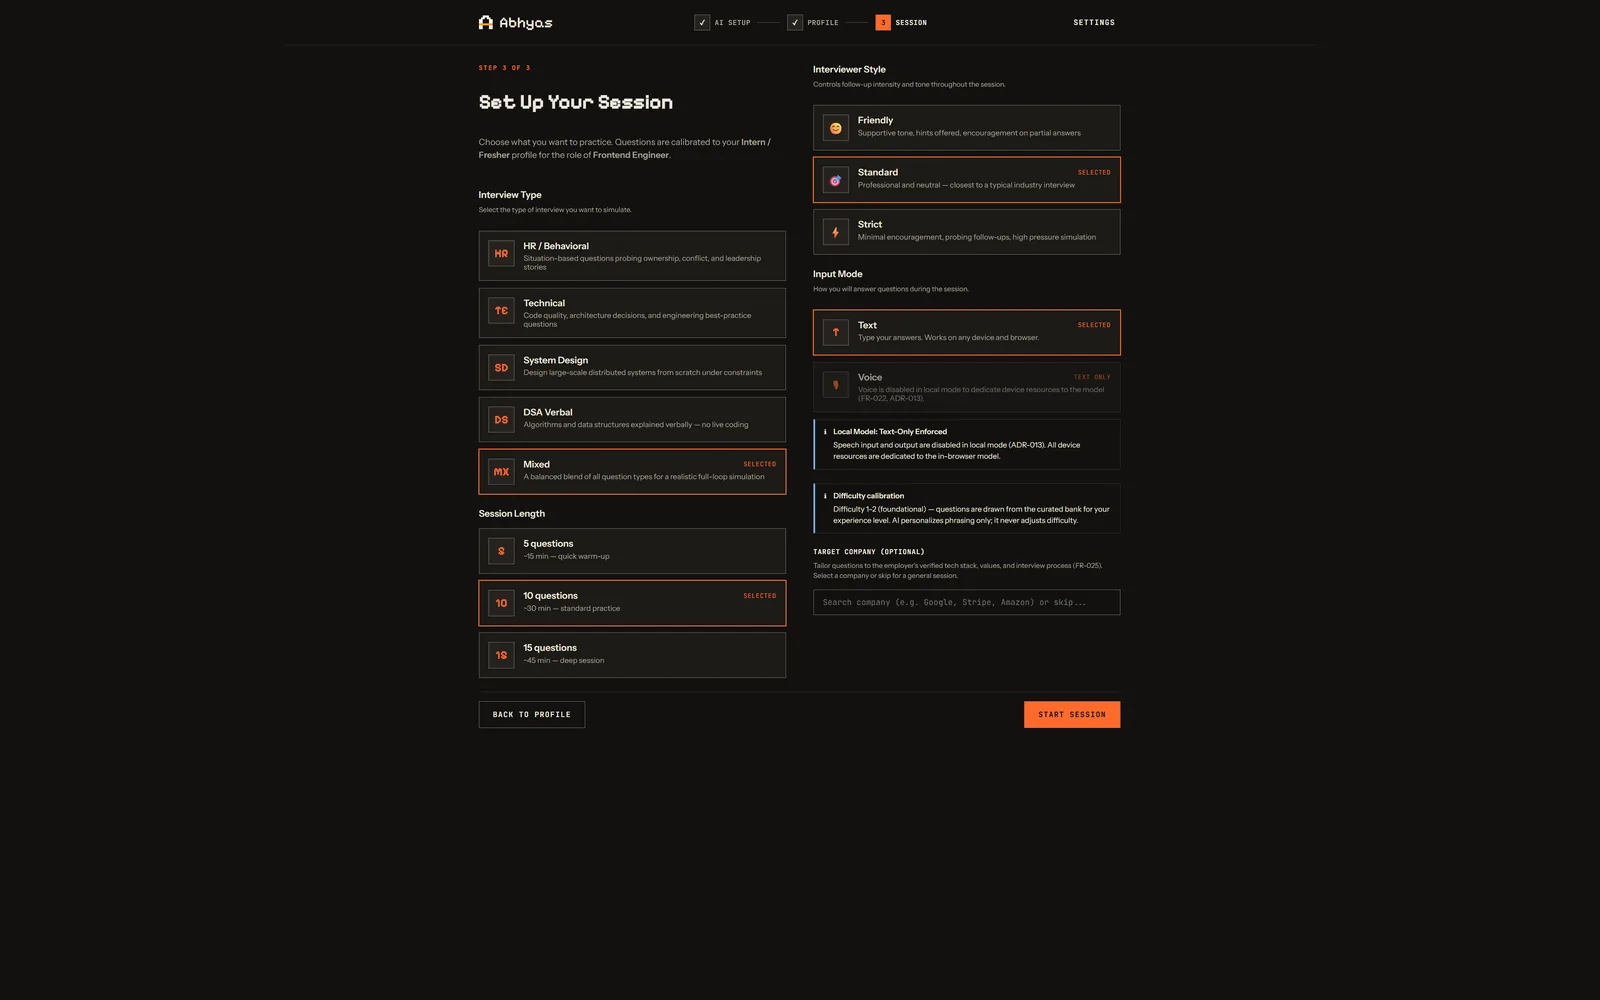 Abhyas
✓ AI SETUP
✓ PROFILE
3 SESSION
SETTINGS
STEP 3 OF 3
Set Up Your Session
Choose what you want to practice. Questions are calibrated to your Intern /
Fresher profile for the role of Frontend Engineer.
Interview Type
Select the type of interview you want to simulate.
HR
HR / Behavioral
Situation-based questions probing ownership, conflict, and leadership
stories
TE
Technical
Code quality, architecture decisions, and engineering best-practice
questions
SD
System Design
Design large-scale distributed systems from scratch under constraints
DS
DSA Verbal
Algorithms and data structures explained verbally — no live coding
MX
Mixed
SELECTED
A balanced blend of all question types for a realistic full-loop simulation
Session Length
5
5 questions
~15 min — quick warm-up
10
10 questions
SELECTED
~30 min — standard practice
15
15 questions
~45 min — deep session
Interviewer Style
Controls follow-up intensity and tone throughout the session.
Friendly
Supportive tone, hints offered, encouragement on partial answers
Standard
SELECTED
Professional and neutral — closest to a typical industry interview
Strict
Minimal encouragement, probing follow-ups, high pressure simulation
Input Mode
How you will answer questions during the session.
Text
SELECTED
Type your answers. Works on any device and browser.
Voice
TEXT ONLY
Voice is disabled in local mode to dedicate device resources to the model
(FR-022, ADR-013).
i Local Model: Text-Only Enforced
Speech input and output are disabled in local mode (ADR-013). All device
resources are dedicated to the in-browser model.
i Difficulty calibration
Difficulty 1–2 (foundational) — questions are drawn from the curated bank for your
experience level. AI personalizes phrasing only; it never adjusts difficulty.
TARGET COMPANY (OPTIONAL)
Tailor questions to the employer's verified tech stack, values, and interview process (FR-025).
Select a company or skip for a general session.
Search company (e.g. Google, Stripe, Amazon) or skip...
BACK TO PROFILE
START SESSION